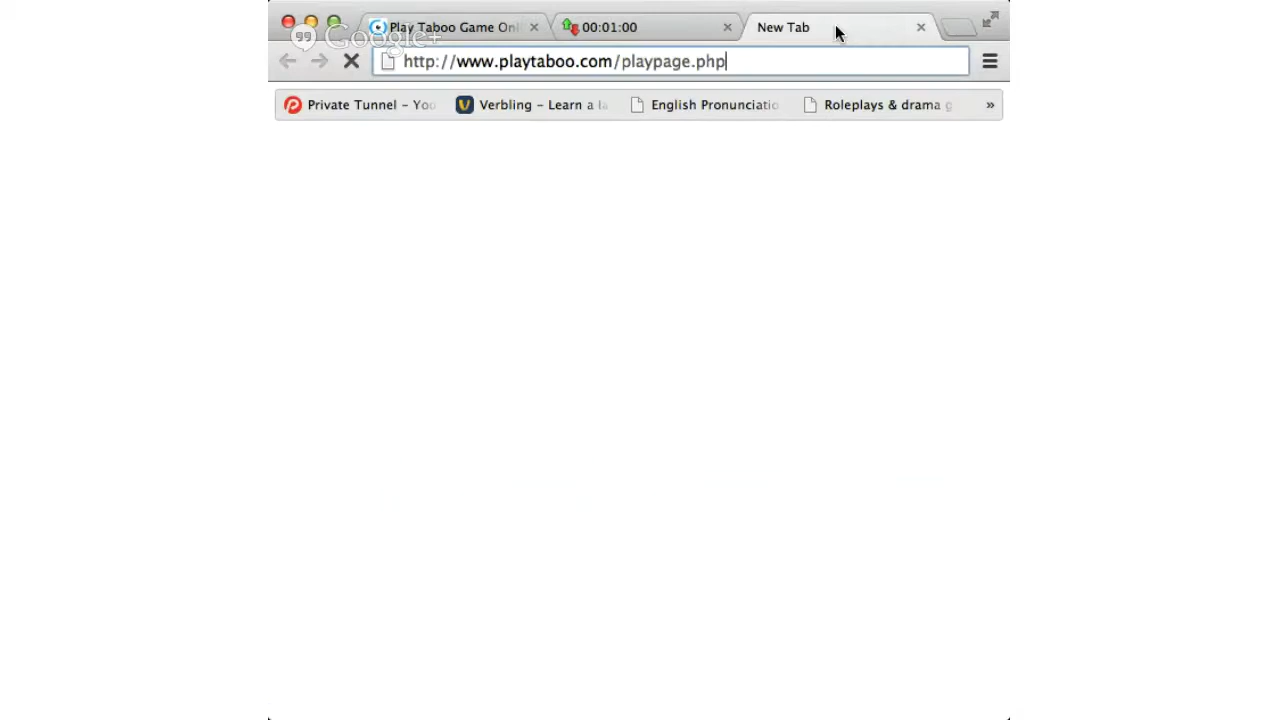 Play Taboo Game Onl
00:01:00
New Tab
Google+
http://www.playtaboo.com/playpage.php
Private Tunnel – You
Verbling – Learn a la
English Pronunciatio
Roleplays & drama g
»